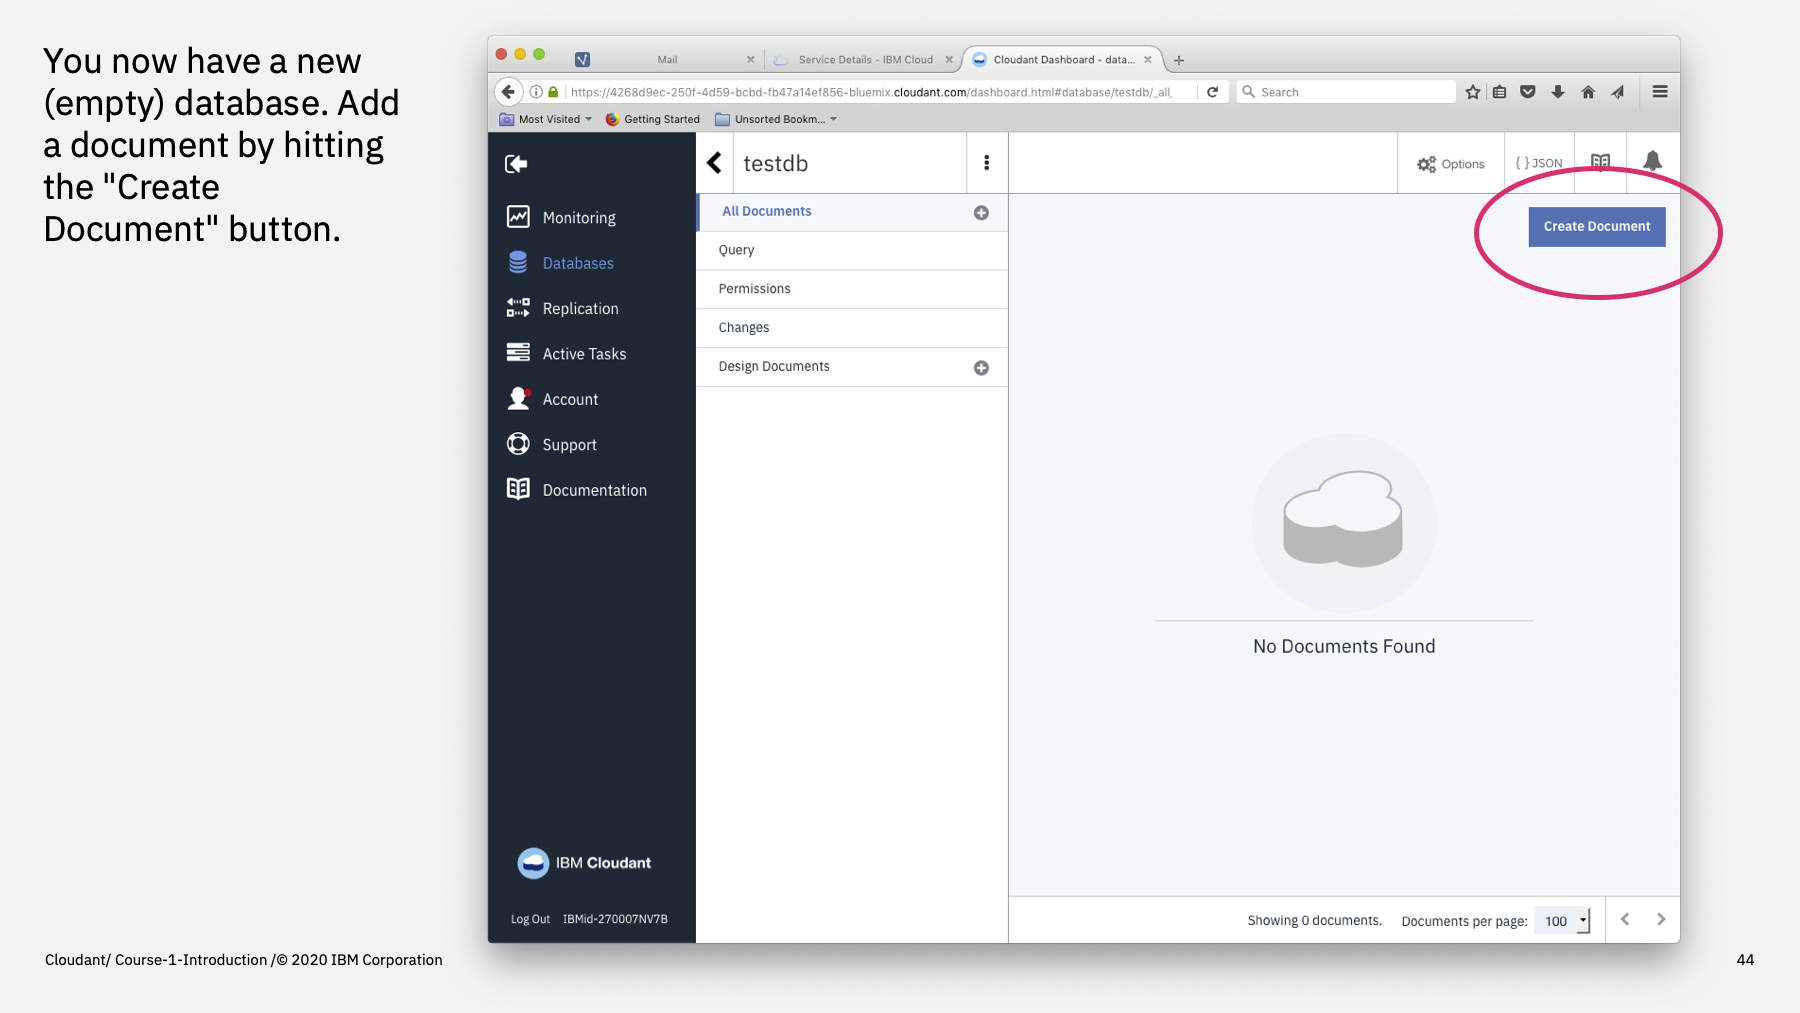 You now have a new
(empty) database. Add
a document by hitting
the "Create
Document" button.
Mail
Service Details - IBM Cloud
Cloudant Dashboard - data...
https://4268d9ec-250f-4d59-bcbd-fb47a14ef856-bluemix.cloudant.com/dashboard.html#database/testdb/_all_
Search
Most Visited
Getting Started
Unsorted Bookm...
testdb
Options
{ } JSON
Monitoring
Databases
Replication
Active Tasks
Account
Support
Documentation
All Documents
Query
Permissions
Changes
Design Documents
Create Document
No Documents Found
IBM Cloudant
Log Out IBMid-270007NV7B
Showing 0 documents. Documents per page: 100
Cloudant/ Course-1-Introduction /© 2020 IBM Corporation
44